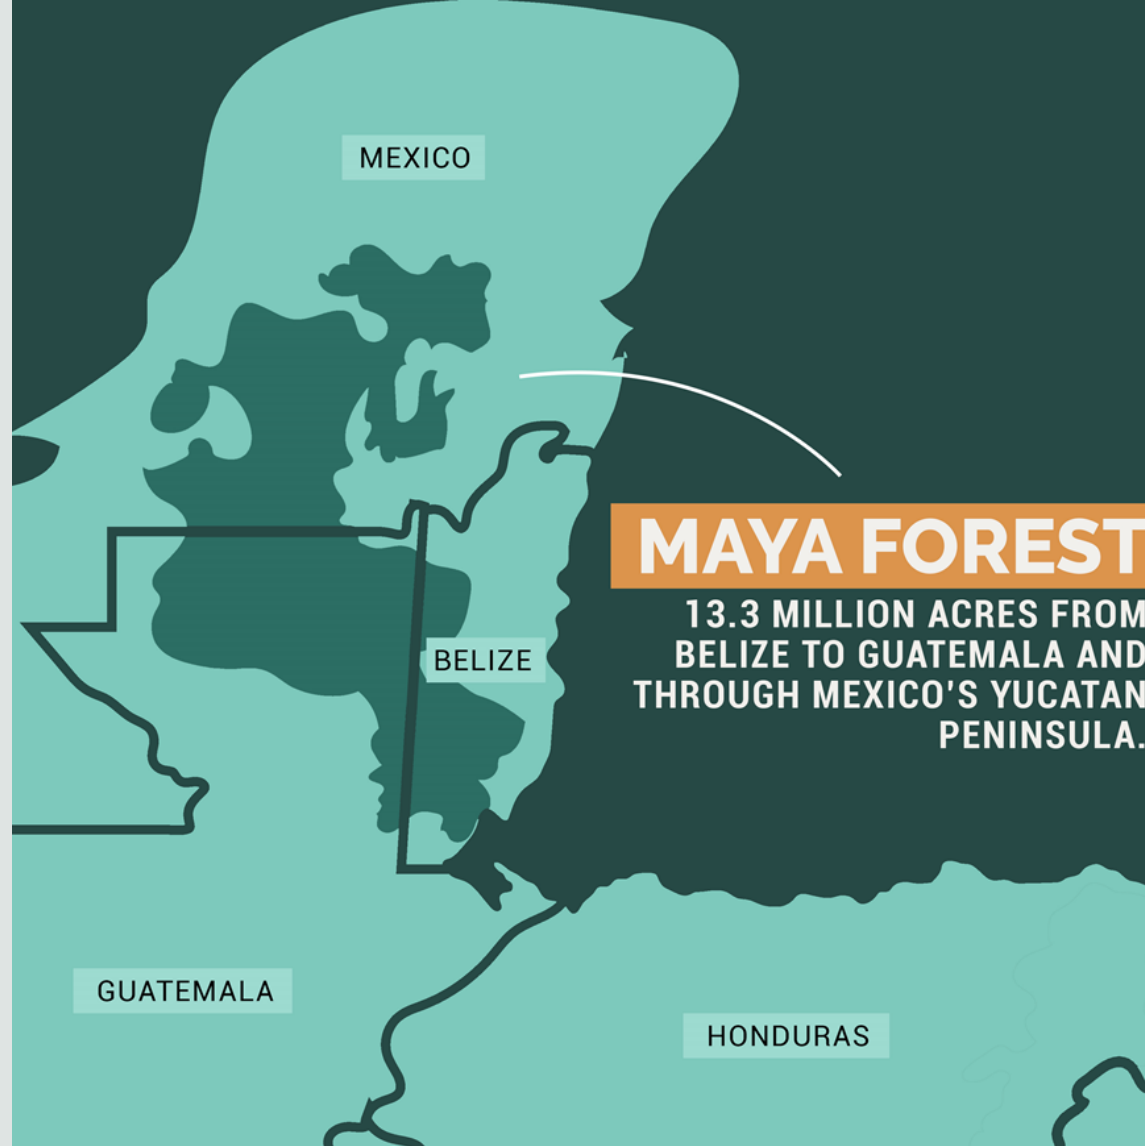 MEXICO
MAYA FOREST
13.3 MILLION ACRES FROM
BELIZE TO GUATEMALA AND
THROUGH MEXICO'S YUCATAN
PENINSULA.
BELIZE
GUATEMALA
HONDURAS